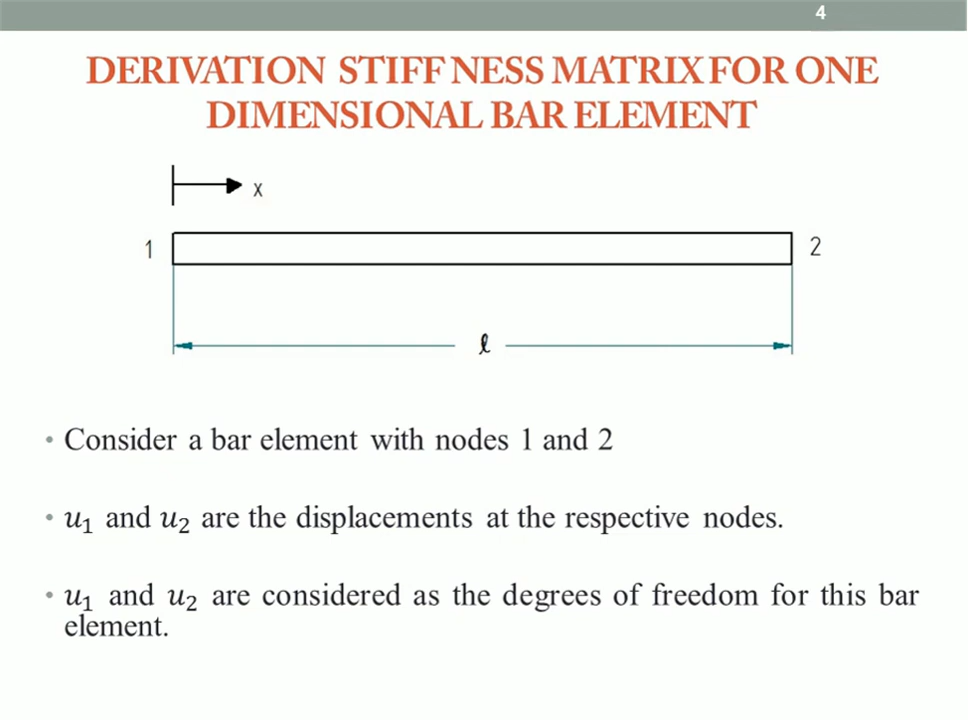 4
DERIVATION STIFFNESS MATRIX FOR ONE
DIMENSIONAL BAR ELEMENT
x
1
2
ℓ
• Consider a bar element with nodes 1 and 2
• u₁ and u₂ are the displacements at the respective nodes.
• u₁ and u₂ are considered as the degrees of freedom for this bar
element.